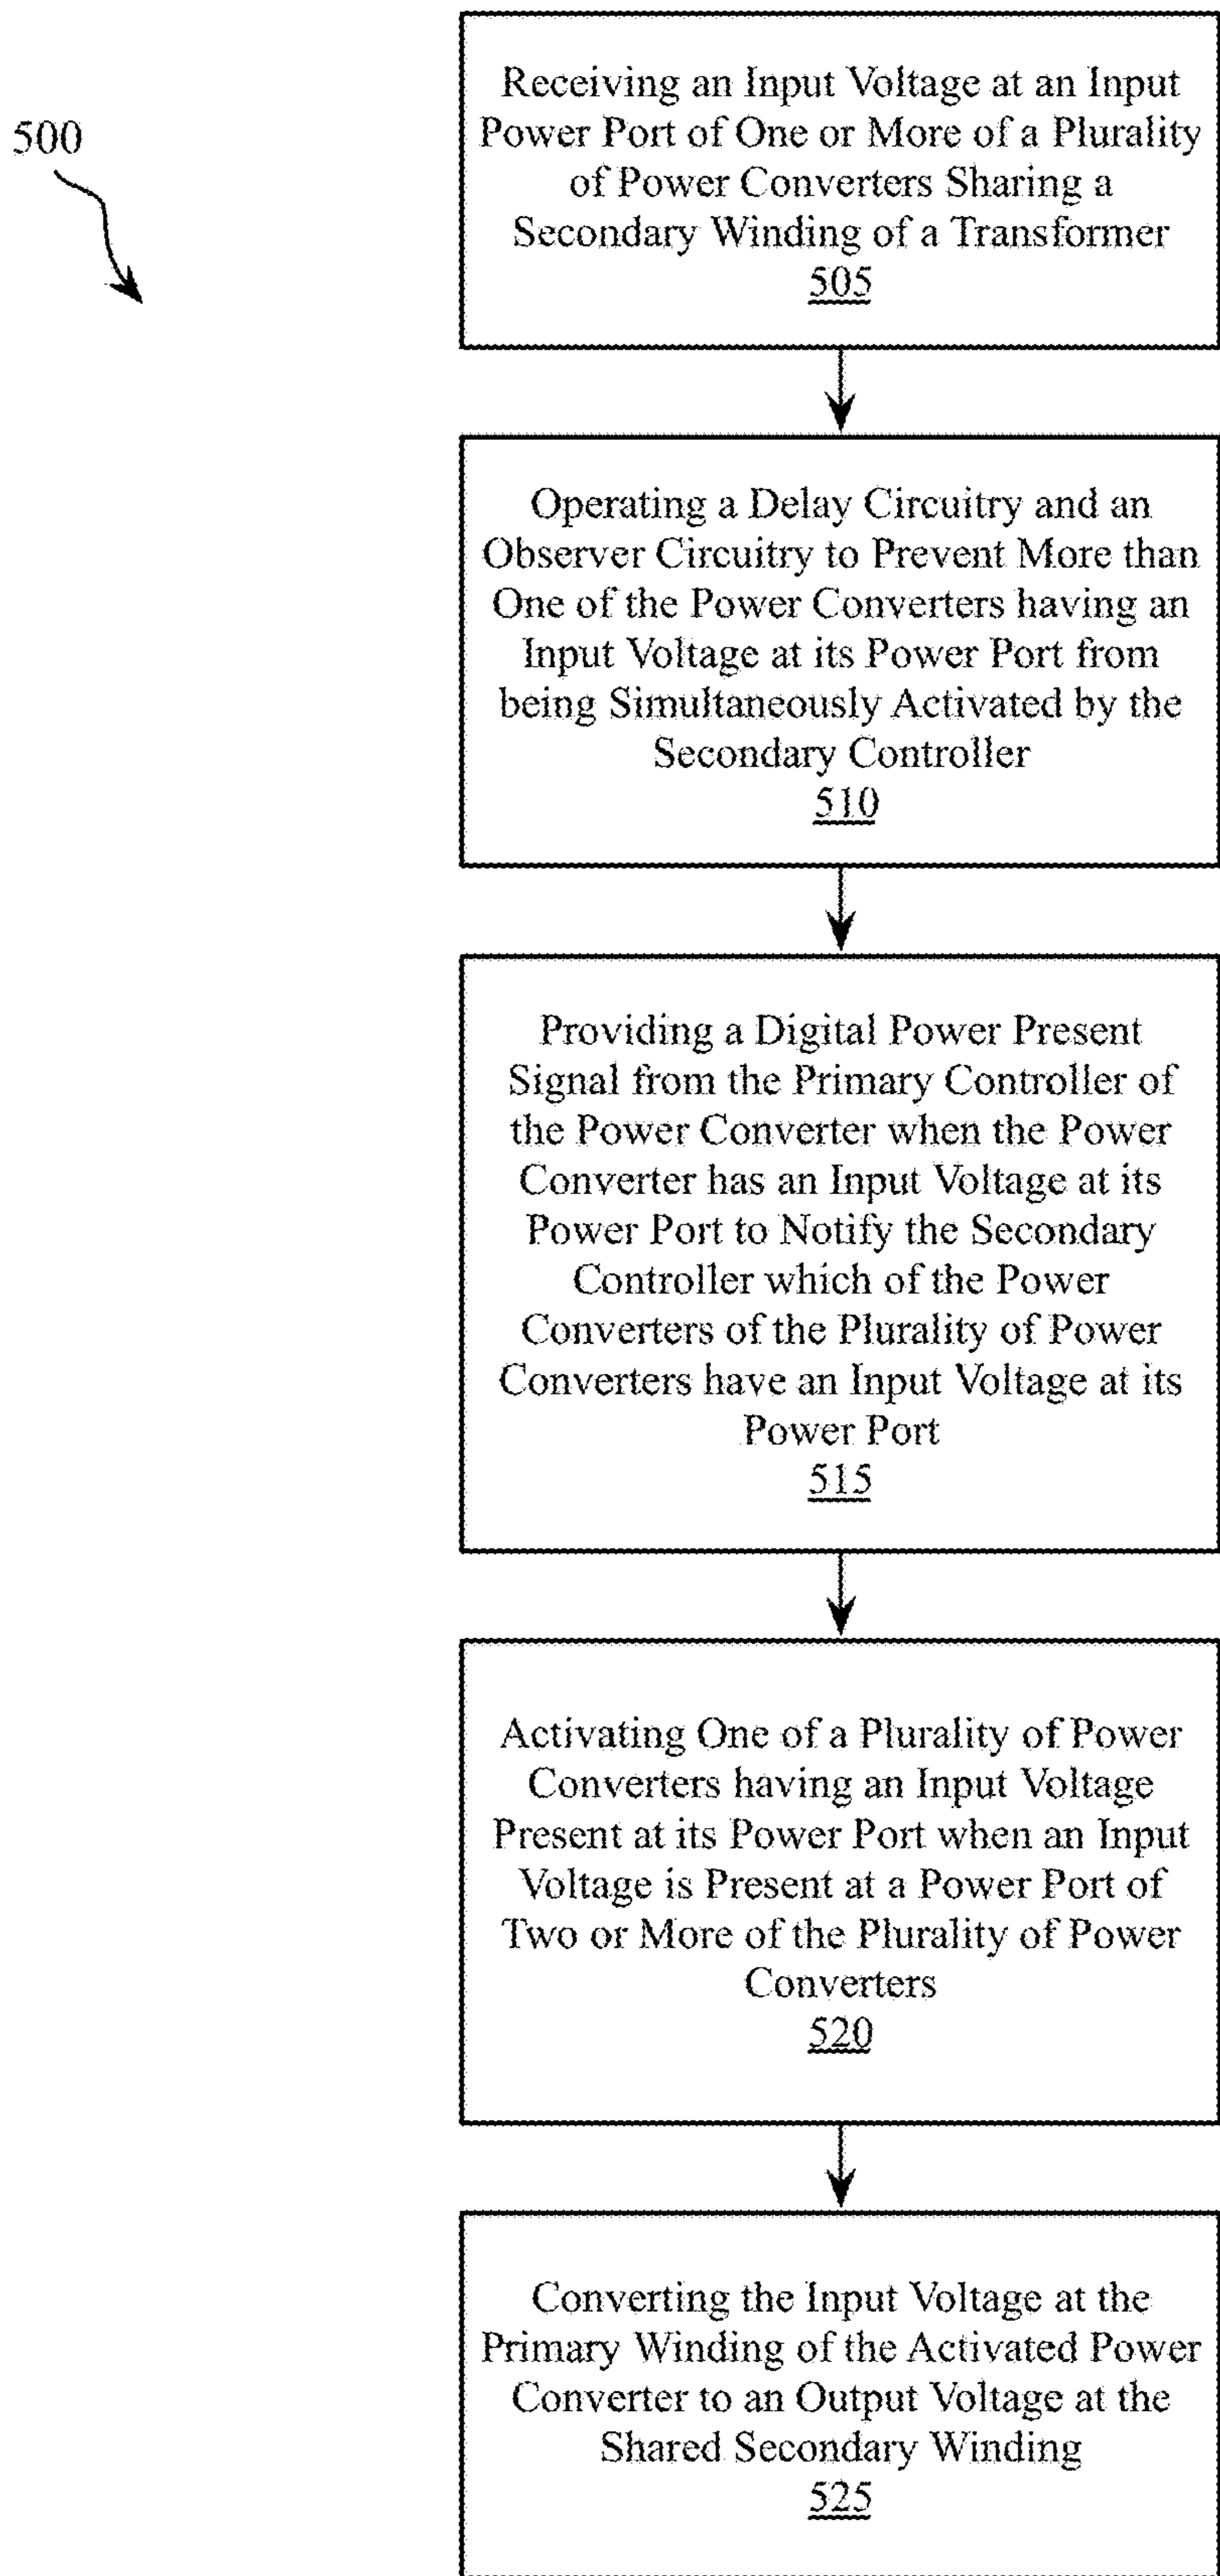 500
Receiving an Input Voltage at an Input
Power Port of One or More of a Plurality
of Power Converters Sharing a
Secondary Winding of a Transformer
505
Operating a Delay Circuitry and an
Observer Circuitry to Prevent More than
One of the Power Converters having an
Input Voltage at its Power Port from
being Simultaneously Activated by the
Secondary Controller
510
Providing a Digital Power Present
Signal from the Primary Controller of
the Power Converter when the Power
Converter has an Input Voltage at its
Power Port to Notify the Secondary
Controller which of the Power
Converters of the Plurality of Power
Converters have an Input Voltage at its
Power Port
515
Activating One of a Plurality of Power
Converters having an Input Voltage
Present at its Power Port when an Input
Voltage is Present at a Power Port of
Two or More of the Plurality of Power
Converters
520
Converting the Input Voltage at the
Primary Winding of the Activated Power
Converter to an Output Voltage at the
Shared Secondary Winding
525